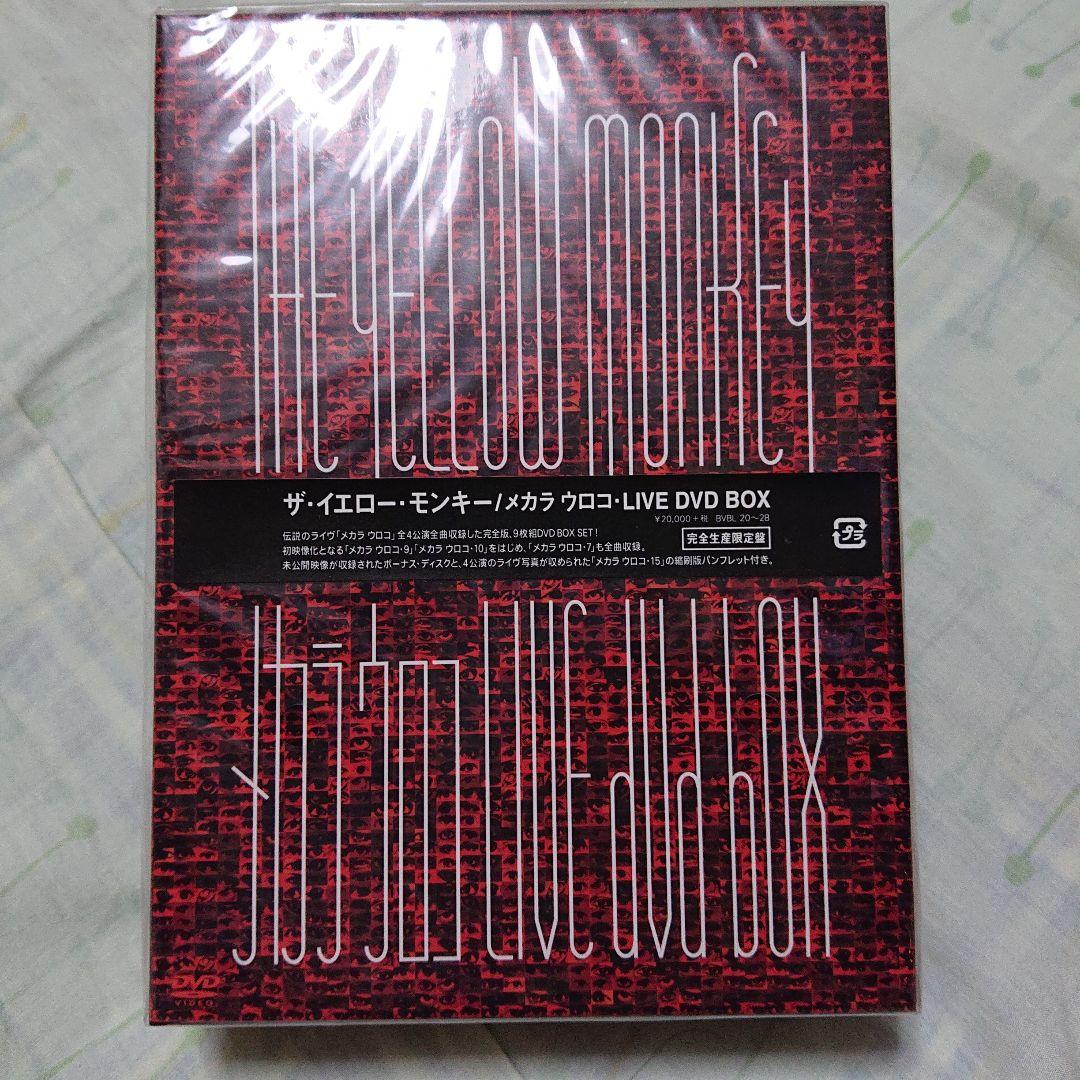 THE YELLOW MONKEY
ザ・イエロー・モンキー/メカラ ウロコ・LIVE DVD BOX
¥20,000+税 BVBL 20〜28
伝説のライヴ「メカラ ウロコ」全4公演全曲収録した完全版、9枚組DVD BOX SET!
完全生産限定盤
プラ
初映像化となる「メカラ ウロコ・9」「メカラ ウロコ・10」をはじめ、「メカラ ウロコ・7」も全曲収録。
未公開映像が収録されたボーナス・ディスクと、4公演のライヴ写真が収められた「メカラ ウロコ・15」の縮刷版パンフレット付き。
メカラ ウロコ LIVE dVd bOX
DVD
VIDEO